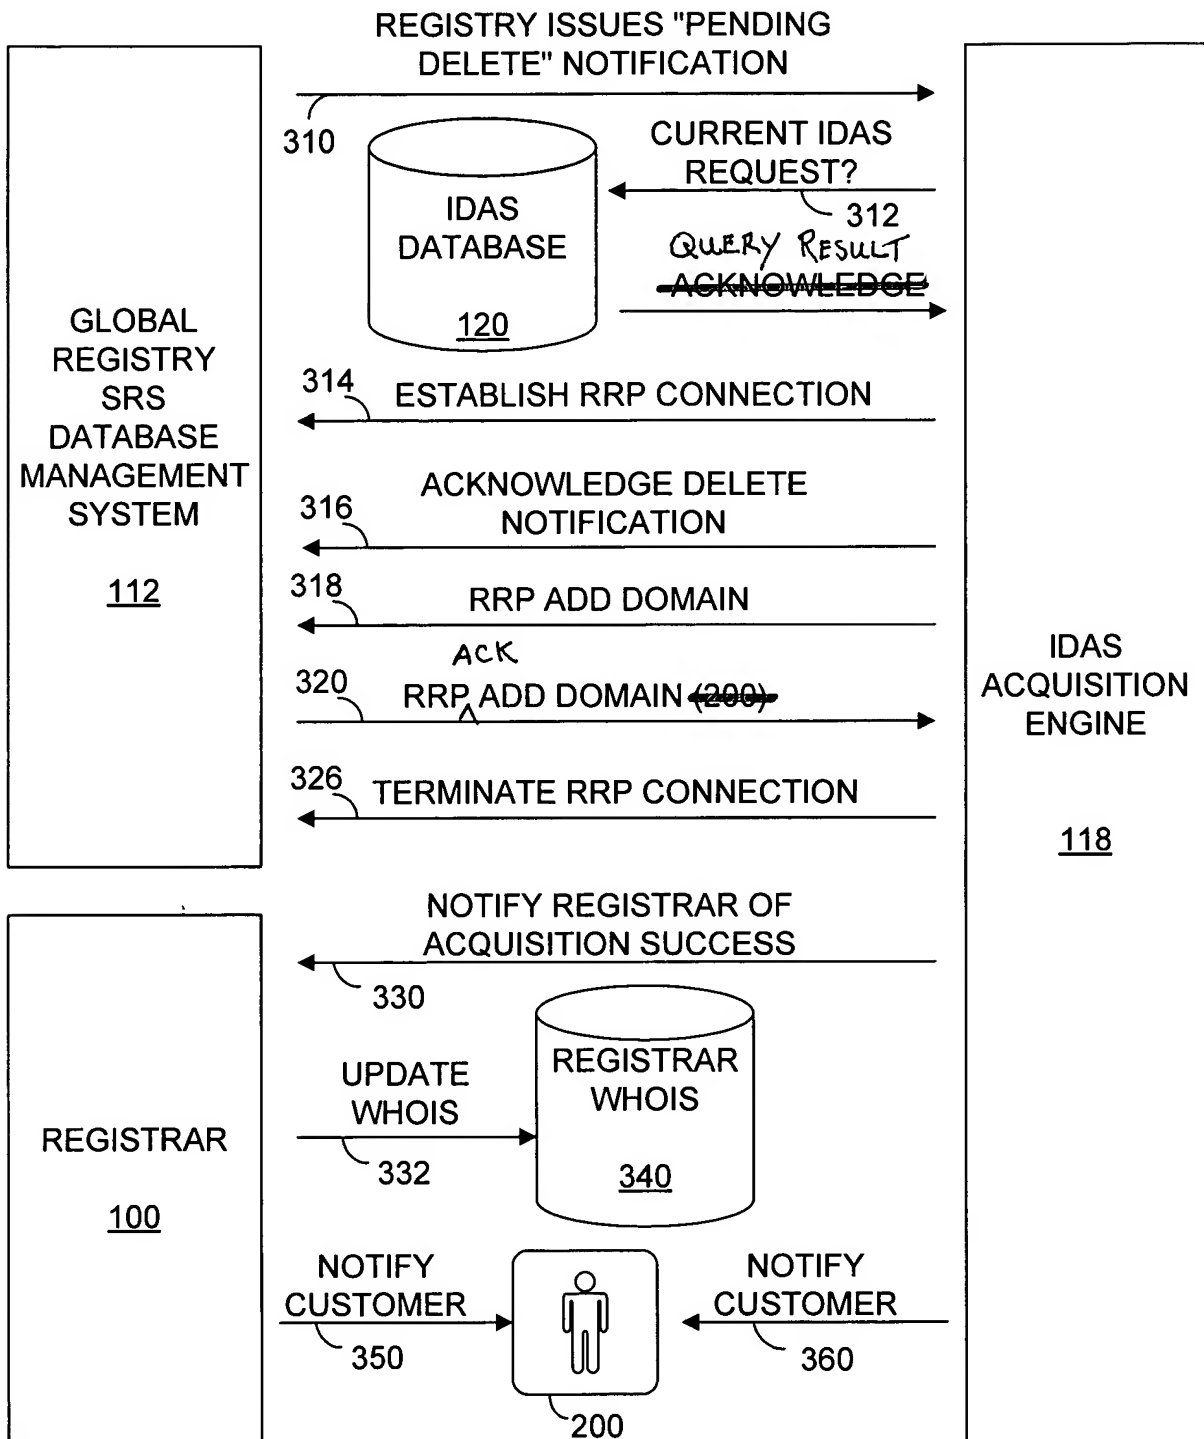 REGISTRY ISSUES "PENDING
DELETE" NOTIFICATION
310
CURRENT IDAS
REQUEST?
312
IDAS
DATABASE
120
QUERY RESULT
ACKNOWLEDGE
GLOBAL
REGISTRY
SRS
DATABASE
MANAGEMENT
SYSTEM
112
314
ESTABLISH RRP CONNECTION
ACKNOWLEDGE DELETE
NOTIFICATION
316
318
RRP ADD DOMAIN
ACK
320
RRP ADD DOMAIN (200)
326
TERMINATE RRP CONNECTION
IDAS
ACQUISITION
ENGINE
118
NOTIFY REGISTRAR OF
ACQUISITION SUCCESS
330
REGISTRAR
100
UPDATE
WHOIS
332
REGISTRAR
WHOIS
340
NOTIFY
CUSTOMER
350
NOTIFY
CUSTOMER
360
200